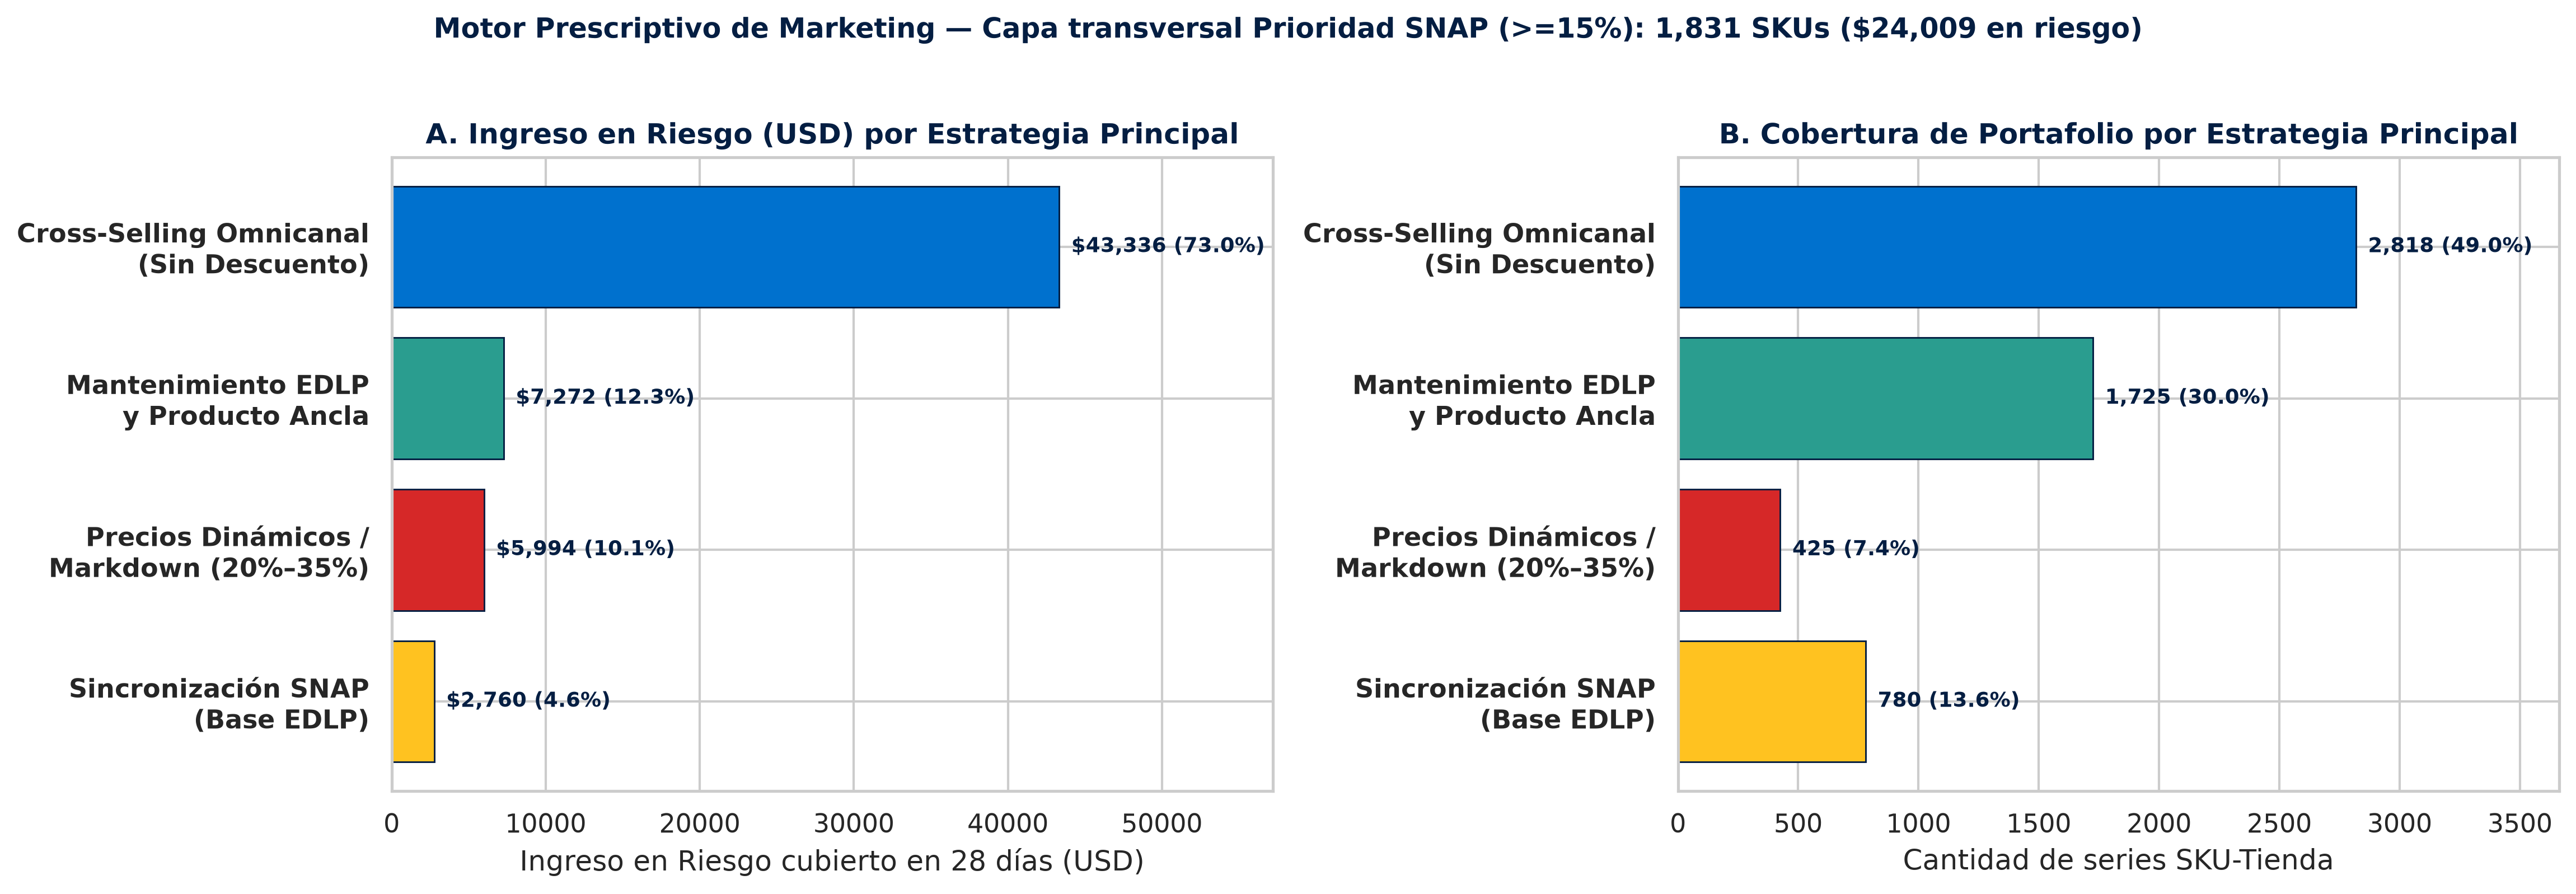 Motor Prescriptivo de Marketing — Capa transversal Prioridad SNAP (>=15%): 1,831 SKUs ($24,009 en riesgo)
A. Ingreso en Riesgo (USD) por Estrategia Principal
Cross-Selling Omnicanal
(Sin Descuento)
$43,336 (73.0%)
Mantenimiento EDLP
y Producto Ancla
$7,272 (12.3%)
Precios Dinámicos /
Markdown (20%–35%)
$5,994 (10.1%)
Sincronización SNAP
(Base EDLP)
$2,760 (4.6%)
0 10000 20000 30000 40000 50000
Ingreso en Riesgo cubierto en 28 días (USD)
B. Cobertura de Portafolio por Estrategia Principal
Cross-Selling Omnicanal
(Sin Descuento)
2,818 (49.0%)
Mantenimiento EDLP
y Producto Ancla
1,725 (30.0%)
Precios Dinámicos /
Markdown (20%–35%)
425 (7.4%)
Sincronización SNAP
(Base EDLP)
780 (13.6%)
0 500 1000 1500 2000 2500 3000 3500
Cantidad de series SKU-Tienda